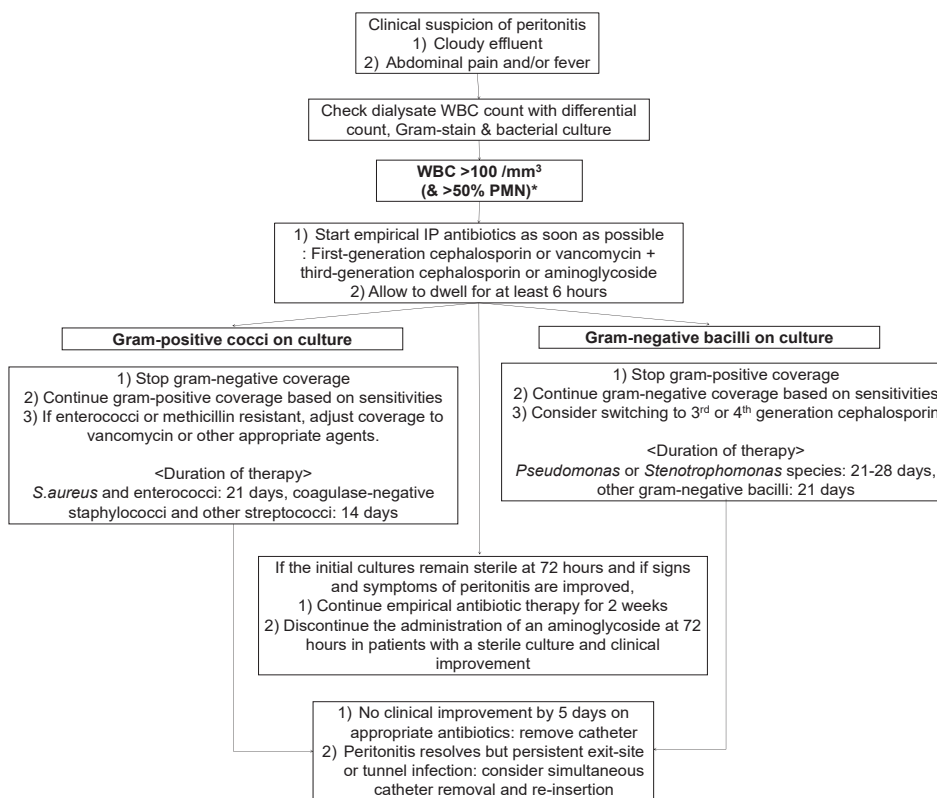 Clinical suspicion of peritonitis
1) Cloudy effluent
2) Abdominal pain and/or fever
Check dialysate WBC count with differential
count, Gram-stain & bacterial culture
WBC >100 /mm³
(& >50% PMN)*
1) Start empirical IP antibiotics as soon as possible
: First-generation cephalosporin or vancomycin +
third-generation cephalosporin or aminoglycoside
2) Allow to dwell for at least 6 hours
Gram-positive cocci on culture
1) Stop gram-negative coverage
2) Continue gram-positive coverage based on sensitivities
3) If enterococci or methicillin resistant, adjust coverage to
vancomycin or other appropriate agents.
<Duration of therapy>
S.aureus and enterococci: 21 days, coagulase-negative
staphylococci and other streptococci: 14 days
Gram-negative bacilli on culture
1) Stop gram-positive coverage
2) Continue gram-negative coverage based on sensitivities
3) Consider switching to 3rd or 4th generation cephalosporin
<Duration of therapy>
Pseudomonas or Stenotrophomonas species: 21-28 days,
other gram-negative bacilli: 21 days
If the initial cultures remain sterile at 72 hours and if signs
and symptoms of peritonitis are improved,
1) Continue empirical antibiotic therapy for 2 weeks
2) Discontinue the administration of an aminoglycoside at 72
hours in patients with a sterile culture and clinical
improvement
1) No clinical improvement by 5 days on
appropriate antibiotics: remove catheter
2) Peritonitis resolves but persistent exit-site
or tunnel infection: consider simultaneous
catheter removal and re-insertion